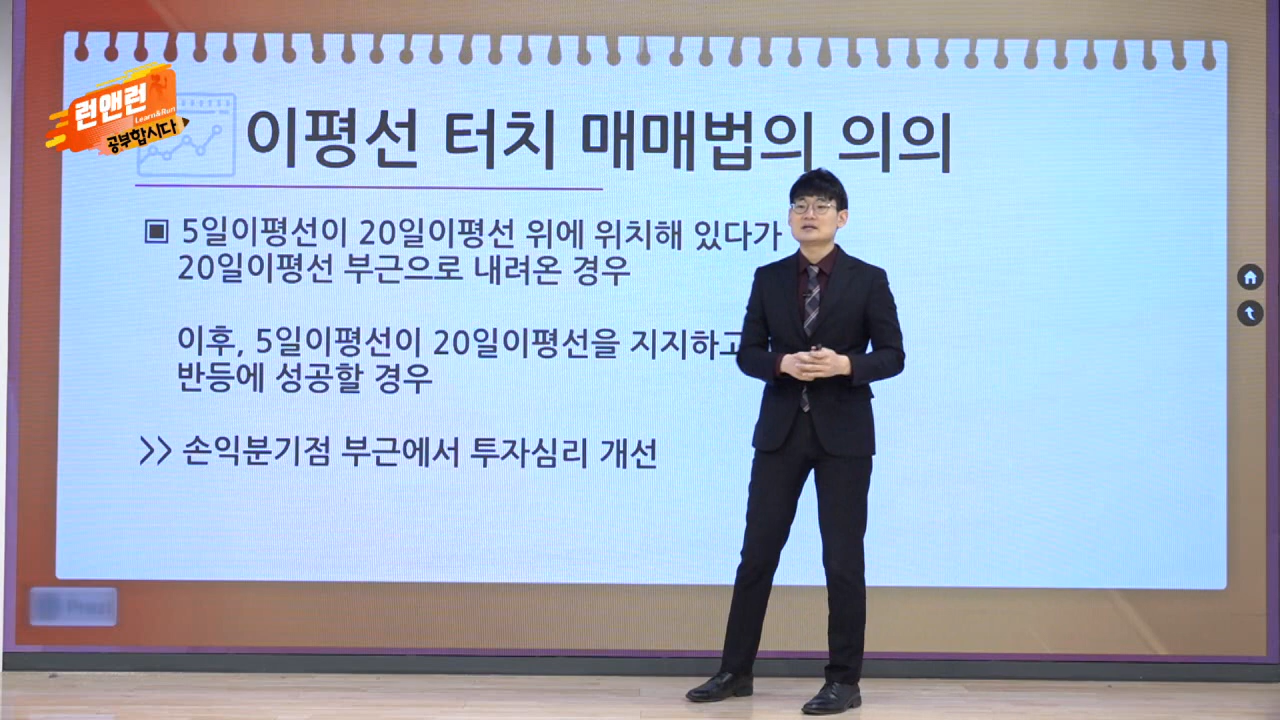 런앤런
Learn&Run
공부합시다
이평선 터치 매매법의 의의
▣ 5일이평선이 20일이평선 위에 위치해 있다가
20일이평선 부근으로 내려온 경우
이후, 5일이평선이 20일이평선을 지지하고
반등에 성공할 경우
>> 손익분기점 부근에서 투자심리 개선